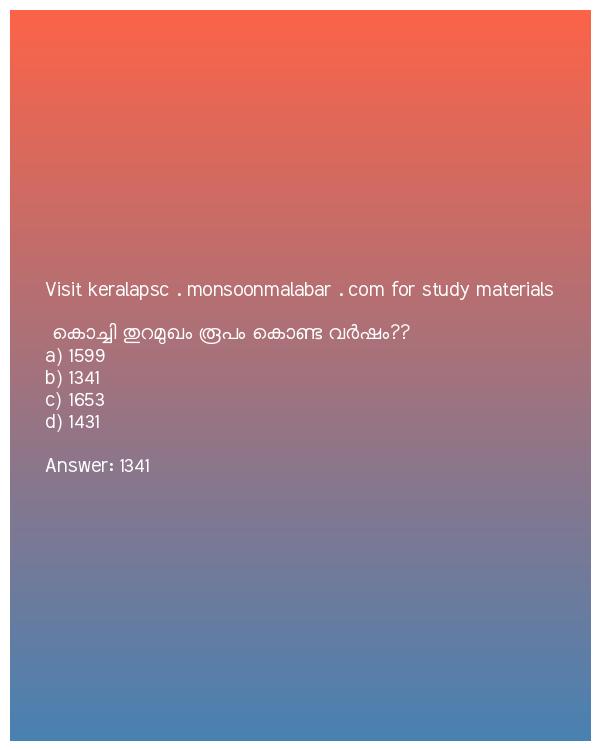 Visit keralapsc . monsoonmalabar . com for study materials
കൊച്ചി തുറമുഖം രൂപം കൊണ്ട വർഷം??
a) 1599
b) 1341
c) 1653
d) 1431
Answer: 1341